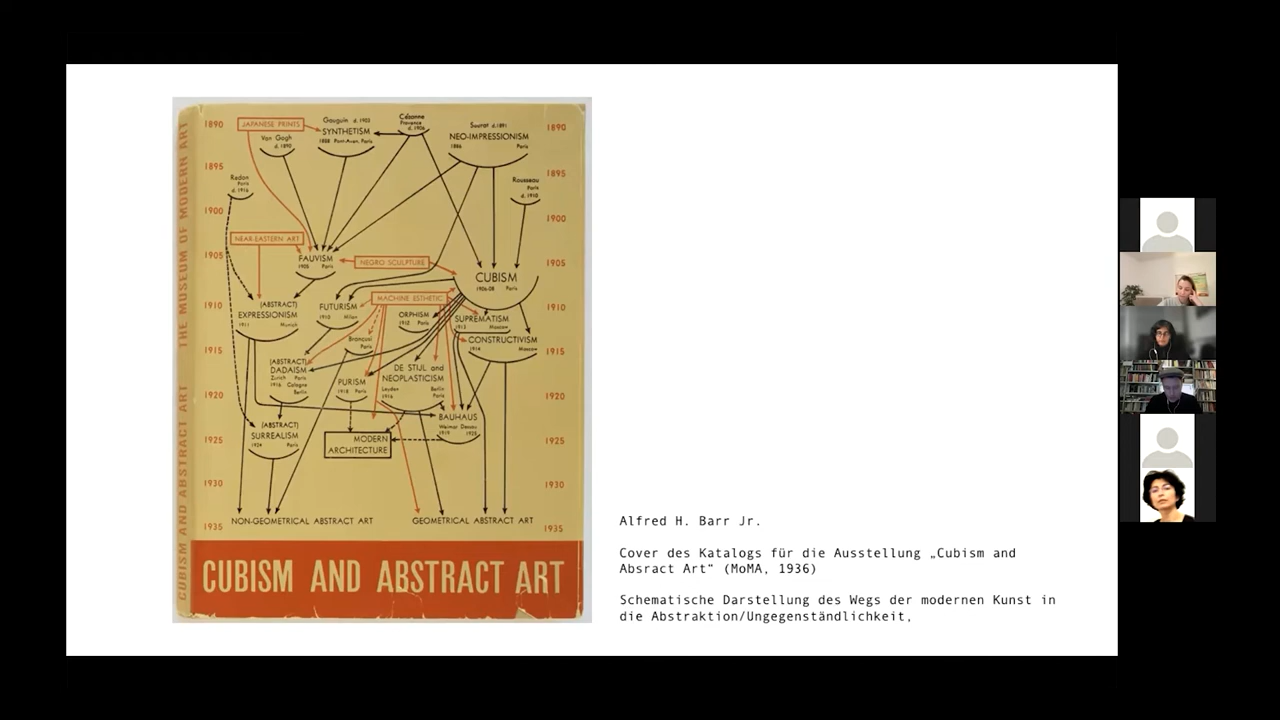 CUBISM AND ABSTRACT ART THE MUSEUM OF MODERN ART
1890 JAPANESE PRINTS Gauguin d. 1903 Cézanne Provence d. 1906 Seurat d. 1891 1890
Van Gogh d. 1890 SYNTHETISM 1888 Pont-Aven, Paris NEO-IMPRESSIONISM 1886 Paris
1895 1895
Redon Paris d. 1916 Rousseau Paris d. 1910
1900 1900
NEAR-EASTERN ART
1905 FAUVISM 1905 Paris NEGRO SCULPTURE 1905
CUBISM 1906-08 Paris
MACHINE ESTHETIC
1910 (ABSTRACT) EXPRESSIONISM 1911 Munich FUTURISM 1910 Milan ORPHISM 1912 Paris SUPREMATISM 1913 Moscow 1910
Brancusi Paris CONSTRUCTIVISM 1914 Moscow
1915 1915
(ABSTRACT) DADAISM Zurich Paris 1916 Cologne Berlin PURISM 1918 Paris DE STIJL and NEOPLASTICISM Leyden Berlin 1916 Paris
1920 1920
BAUHAUS Weimar Dessau 1919 1925
(ABSTRACT) SURREALISM 1924 Paris
1925 MODERN ARCHITECTURE 1925
1930 1930
1935 NON-GEOMETRICAL ABSTRACT ART GEOMETRICAL ABSTRACT ART 1935
CUBISM AND ABSTRACT ART
Alfred H. Barr Jr.
Cover des Katalogs für die Ausstellung „Cubism and
Absract Art“ (MoMA, 1936)
Schematische Darstellung des Wegs der modernen Kunst in
die Abstraktion/Ungegenständlichkeit,